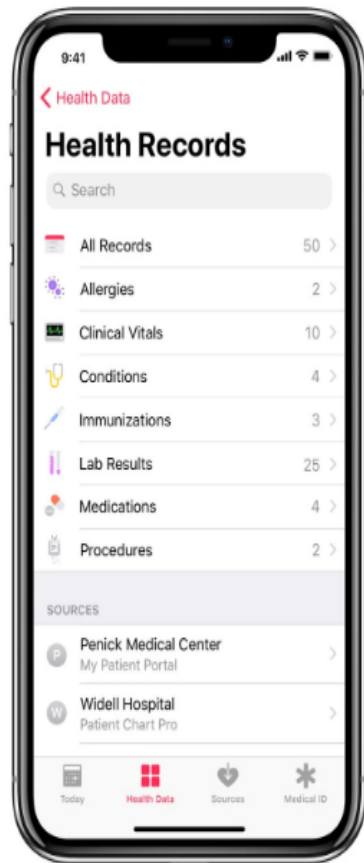 9:41
Health Data
Health Records
Search
All Records 50
Allergies 2
Clinical Vitals 10
Conditions 4
Immunizations 3
Lab Results 25
Medications 4
Procedures 2
SOURCES
P Penick Medical Center
My Patient Portal
W Widell Hospital
Patient Chart Pro
Today Health Data Sources Medical ID